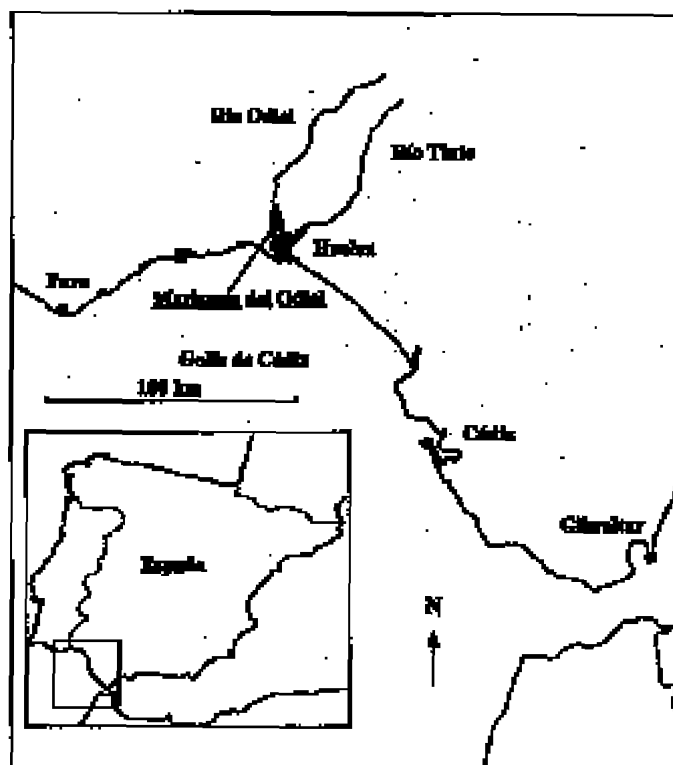 Río Odiel
Río Tinto
Huelva
Faro
Marismas del Odiel
Golfo de Cádiz
100 km
Cádiz
Gibraltar
España
N